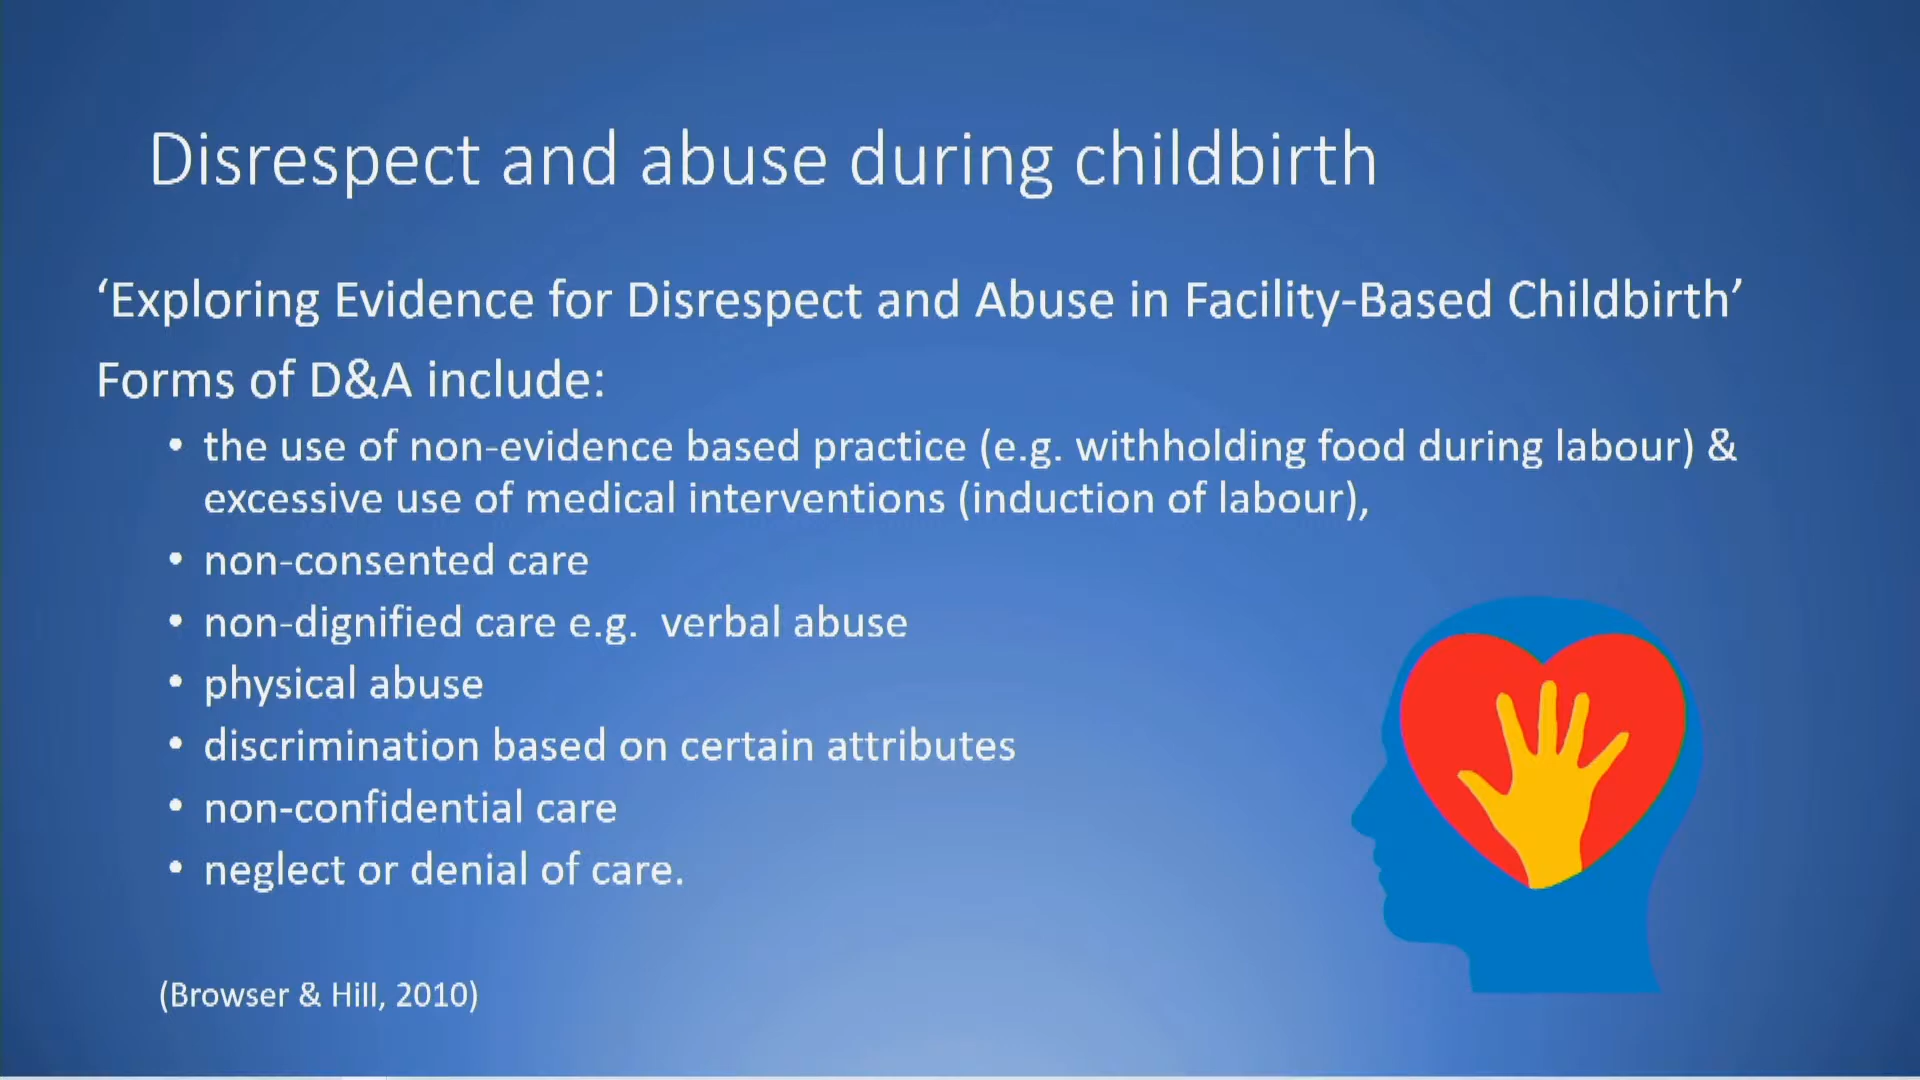 Disrespect and abuse during childbirth
‘Exploring Evidence for Disrespect and Abuse in Facility-Based Childbirth’
Forms of D&A include:
• the use of non-evidence based practice (e.g. withholding food during labour) &
excessive use of medical interventions (induction of labour),
• non-consented care
• non-dignified care e.g.  verbal abuse
• physical abuse
• discrimination based on certain attributes
• non-confidential care
• neglect or denial of care.
(Browser & Hill, 2010)